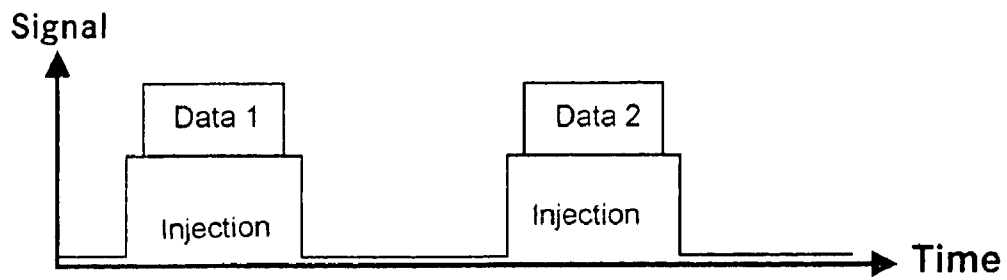 Signal
Data 1
Data 2
Injection
Injection
Time